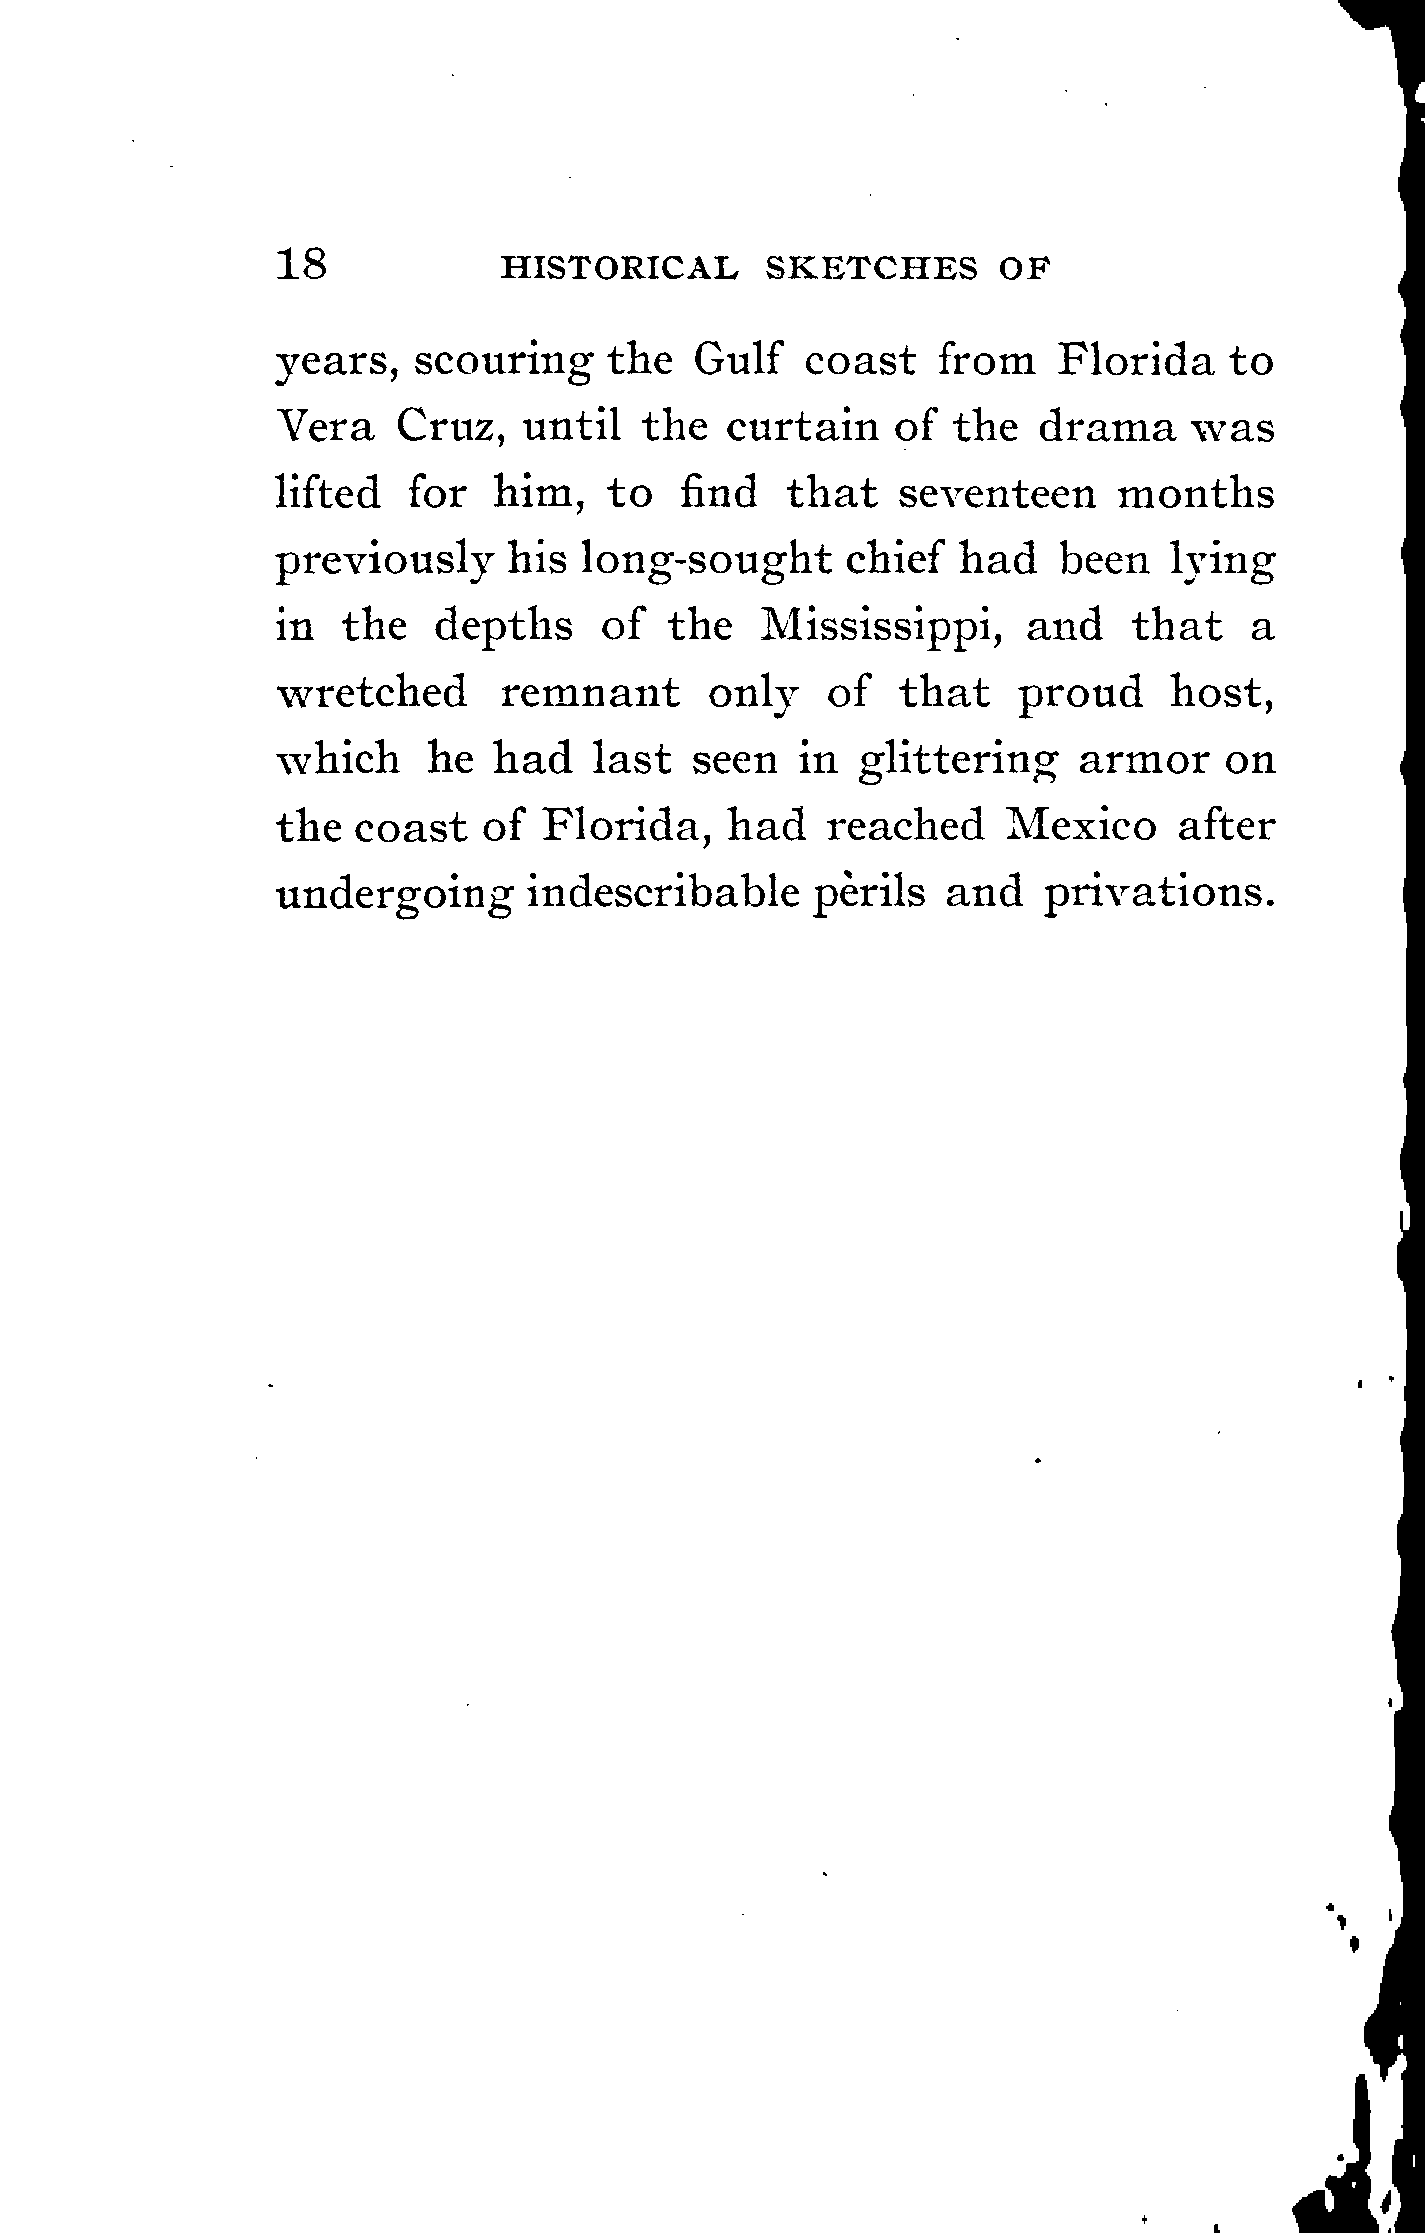 18 HISTORICAL SKETCHES OF
years, scouring the Gulf coast from Florida to
Vera Cruz, until the curtain of the drama was
lifted for him, to find that seventeen months
previously his long-sought chief had been lying
in the depths of the Mississippi, and that a
wretched remnant only of that proud host,
which he had last seen in glittering armor on
the coast of Florida, had reached Mexico after
undergoing indescribable pèrils and privations.